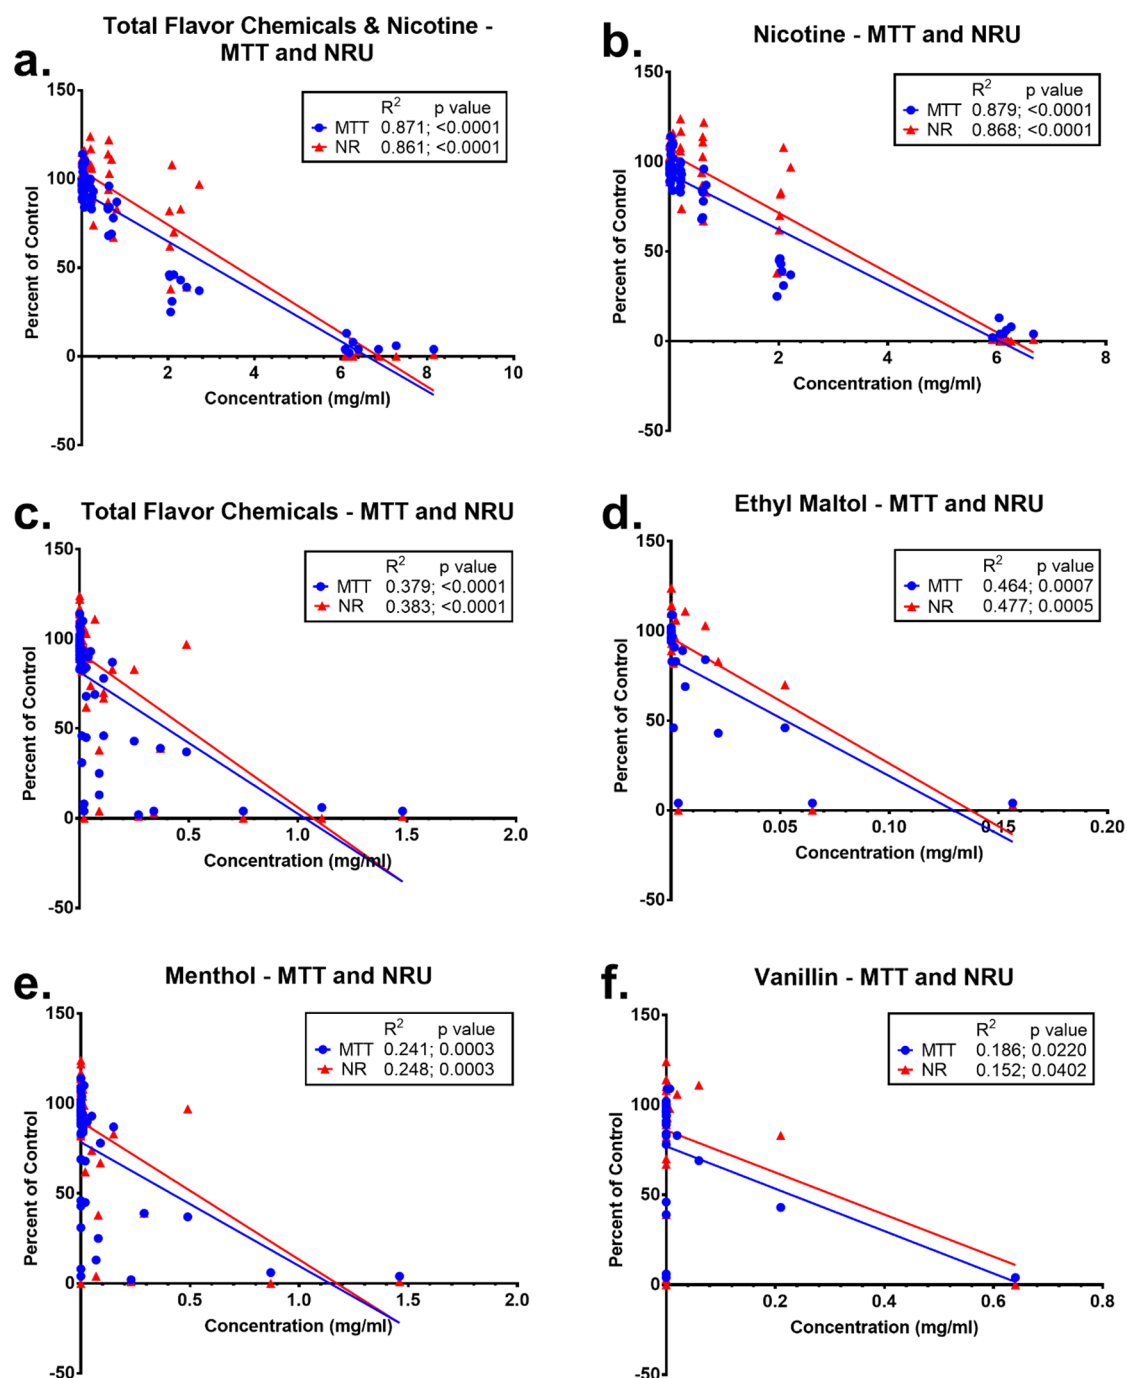 a.
Total Flavor Chemicals & Nicotine -
MTT and NRU
R² p value
MTT 0.871; <0.0001
NR 0.861; <0.0001
Percent of Control
150
100
50
0
-50
2 4 6 8 10
Concentration (mg/ml)
b.
Nicotine - MTT and NRU
R² p value
MTT 0.879; <0.0001
NR 0.868; <0.0001
Percent of Control
150
100
50
0
-50
2 4 6 8
Concentration (mg/ml)
c.
Total Flavor Chemicals - MTT and NRU
R² p value
MTT 0.379; <0.0001
NR 0.383; <0.0001
Percent of Control
150
100
50
0
-50
0.5 1.0 1.5 2.0
Concentration (mg/ml)
d.
Ethyl Maltol - MTT and NRU
R² p value
MTT 0.464; 0.0007
NR 0.477; 0.0005
Percent of Control
150
100
50
0
-50
0.05 0.10 0.15 0.20
Concentration (mg/ml)
e.
Menthol - MTT and NRU
R² p value
MTT 0.241; 0.0003
NR 0.248; 0.0003
Percent of Control
150
100
50
0
-50
0.5 1.0 1.5 2.0
Concentration (mg/ml)
f.
Vanillin - MTT and NRU
R² p value
MTT 0.186; 0.0220
NR 0.152; 0.0402
Percent of Control
150
100
50
0
-50
0.2 0.4 0.6 0.8
Concentration (mg/ml)